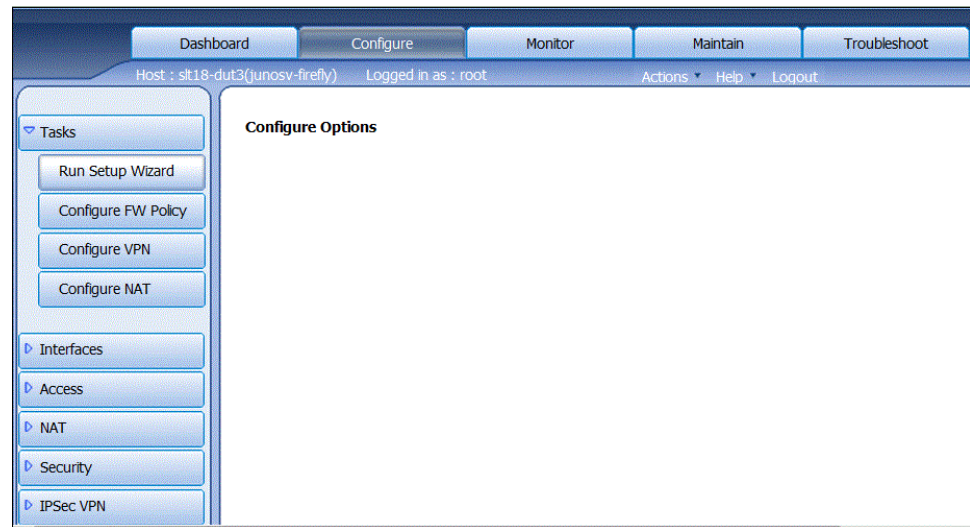 Dashboard Configure Monitor Maintain Troubleshoot
Host : slt18-dut3(junosv-firefly) Logged in as : root Actions Help Logout
Tasks
Configure Options
Run Setup Wizard
Configure FW Policy
Configure VPN
Configure NAT
Interfaces
Access
NAT
Security
IPSec VPN